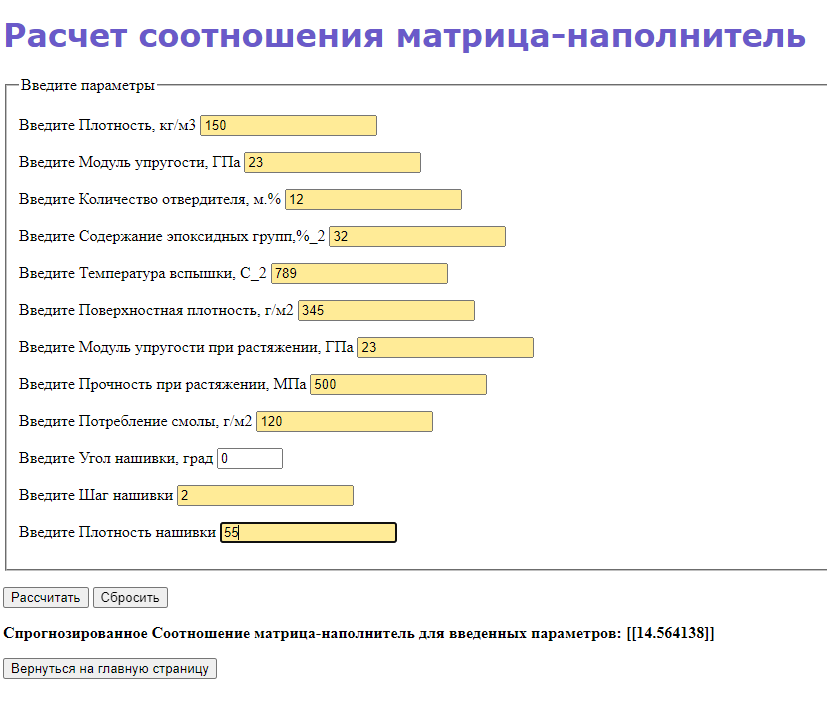 Расчет соотношения матрица-наполнитель
Введите параметры
Введите Плотность, кг/м3 150
Введите Модуль упругости, ГПа 23
Введите Количество отвердителя, м.% 12
Введите Содержание эпоксидных групп,%_2 32
Введите Температура вспышки, С_2 789
Введите Поверхностная плотность, г/м2 345
Введите Модуль упругости при растяжении, ГПа 23
Введите Прочность при растяжении, МПа 500
Введите Потребление смолы, г/м2 120
Введите Угол нашивки, град 0
Введите Шаг нашивки 2
Введите Плотность нашивки 55
Рассчитать Сбросить
Спрогнозированное Соотношение матрица-наполнитель для введенных параметров: [[14.564138]]
Вернуться на главную страницу